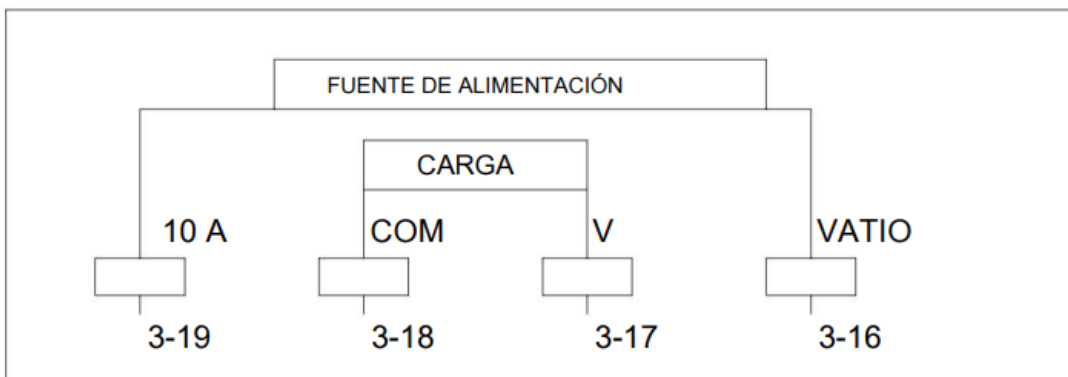 FUENTE DE ALIMENTACIÓN
CARGA
10 A
COM
V
VATIO
3-19
3-18
3-17
3-16